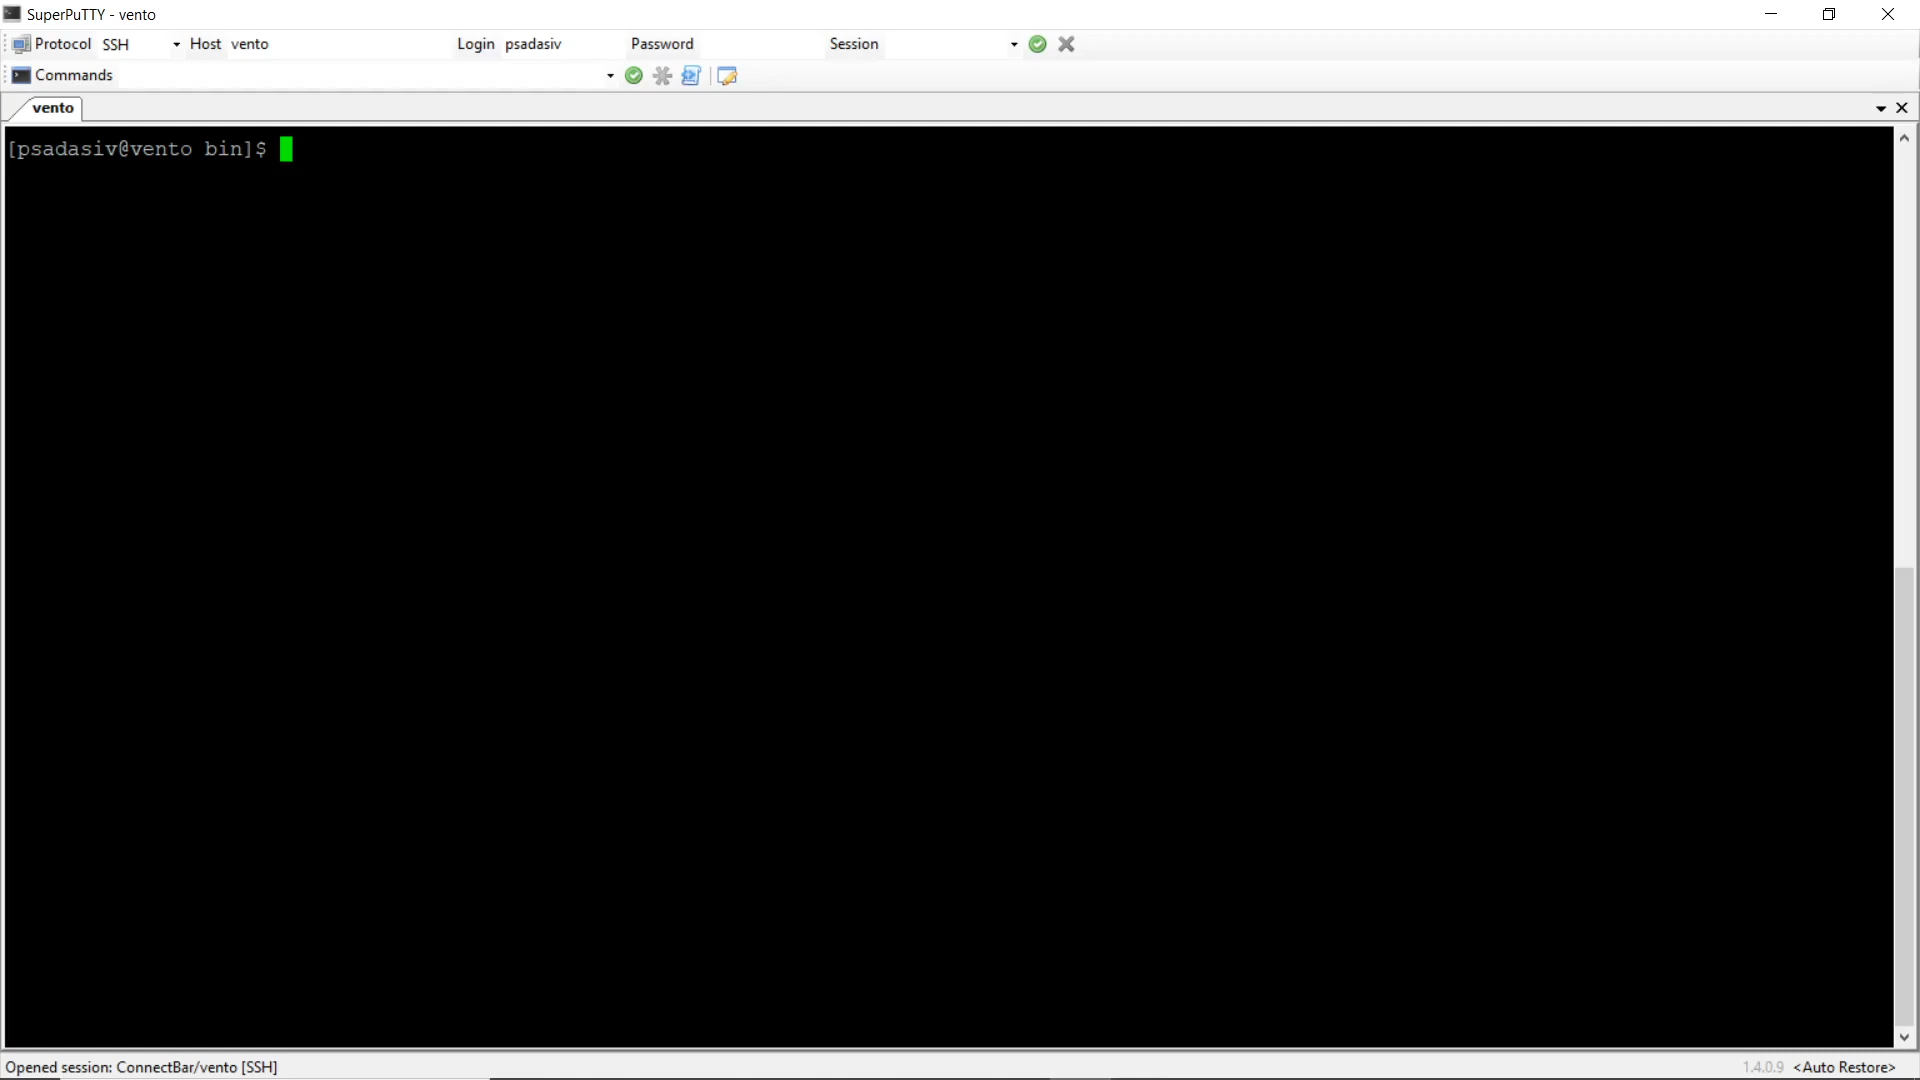 SuperPuTTY - vento
Protocol SSH Host vento Login psadasiv Password Session
Commands
vento
[psadasiv@vento bin]$
Opened session: ConnectBar/vento [SSH] 1.4.0.9 <Auto Restore>